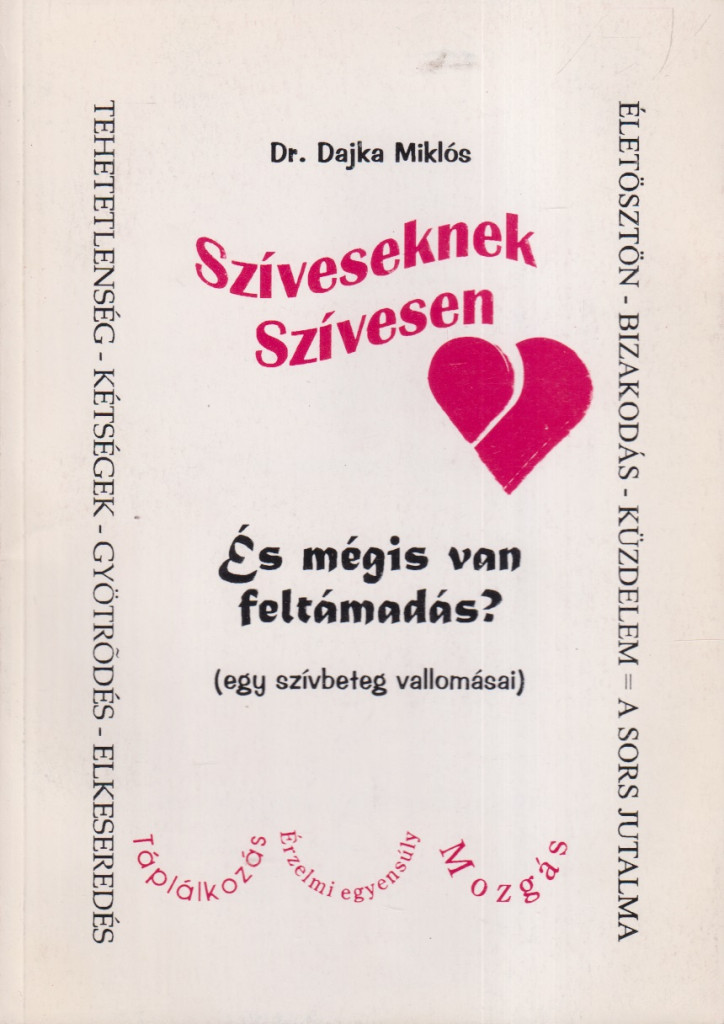 Dr. Dajka Miklós
Szíveseknek
Szívesen
És mégis van
feltámadás?
(egy szívbeteg vallomásai)
TEHETETLENSÉG - KÉTSÉGEK - GYÖTRÕDÉS - ELKESEREDÉS
ÉLETÖSZTÖN - BIZAKODÁS - KÜZDELEM = A SORS JUTALMA
Táplálkozás
Érzelmi egyensúly
Mozgás